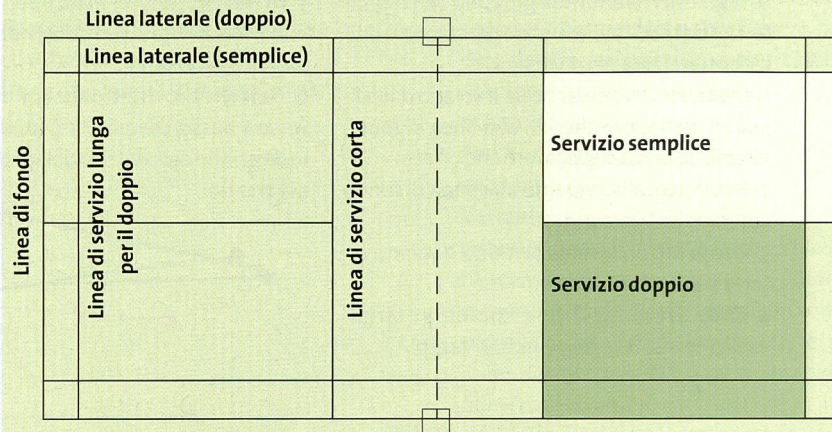 Linea laterale (doppio)
Linea laterale (semplice)
Linea di fondo
Linea di servizio lunga
per il doppio
Linea di servizio corta
Servizio semplice
Servizio doppio